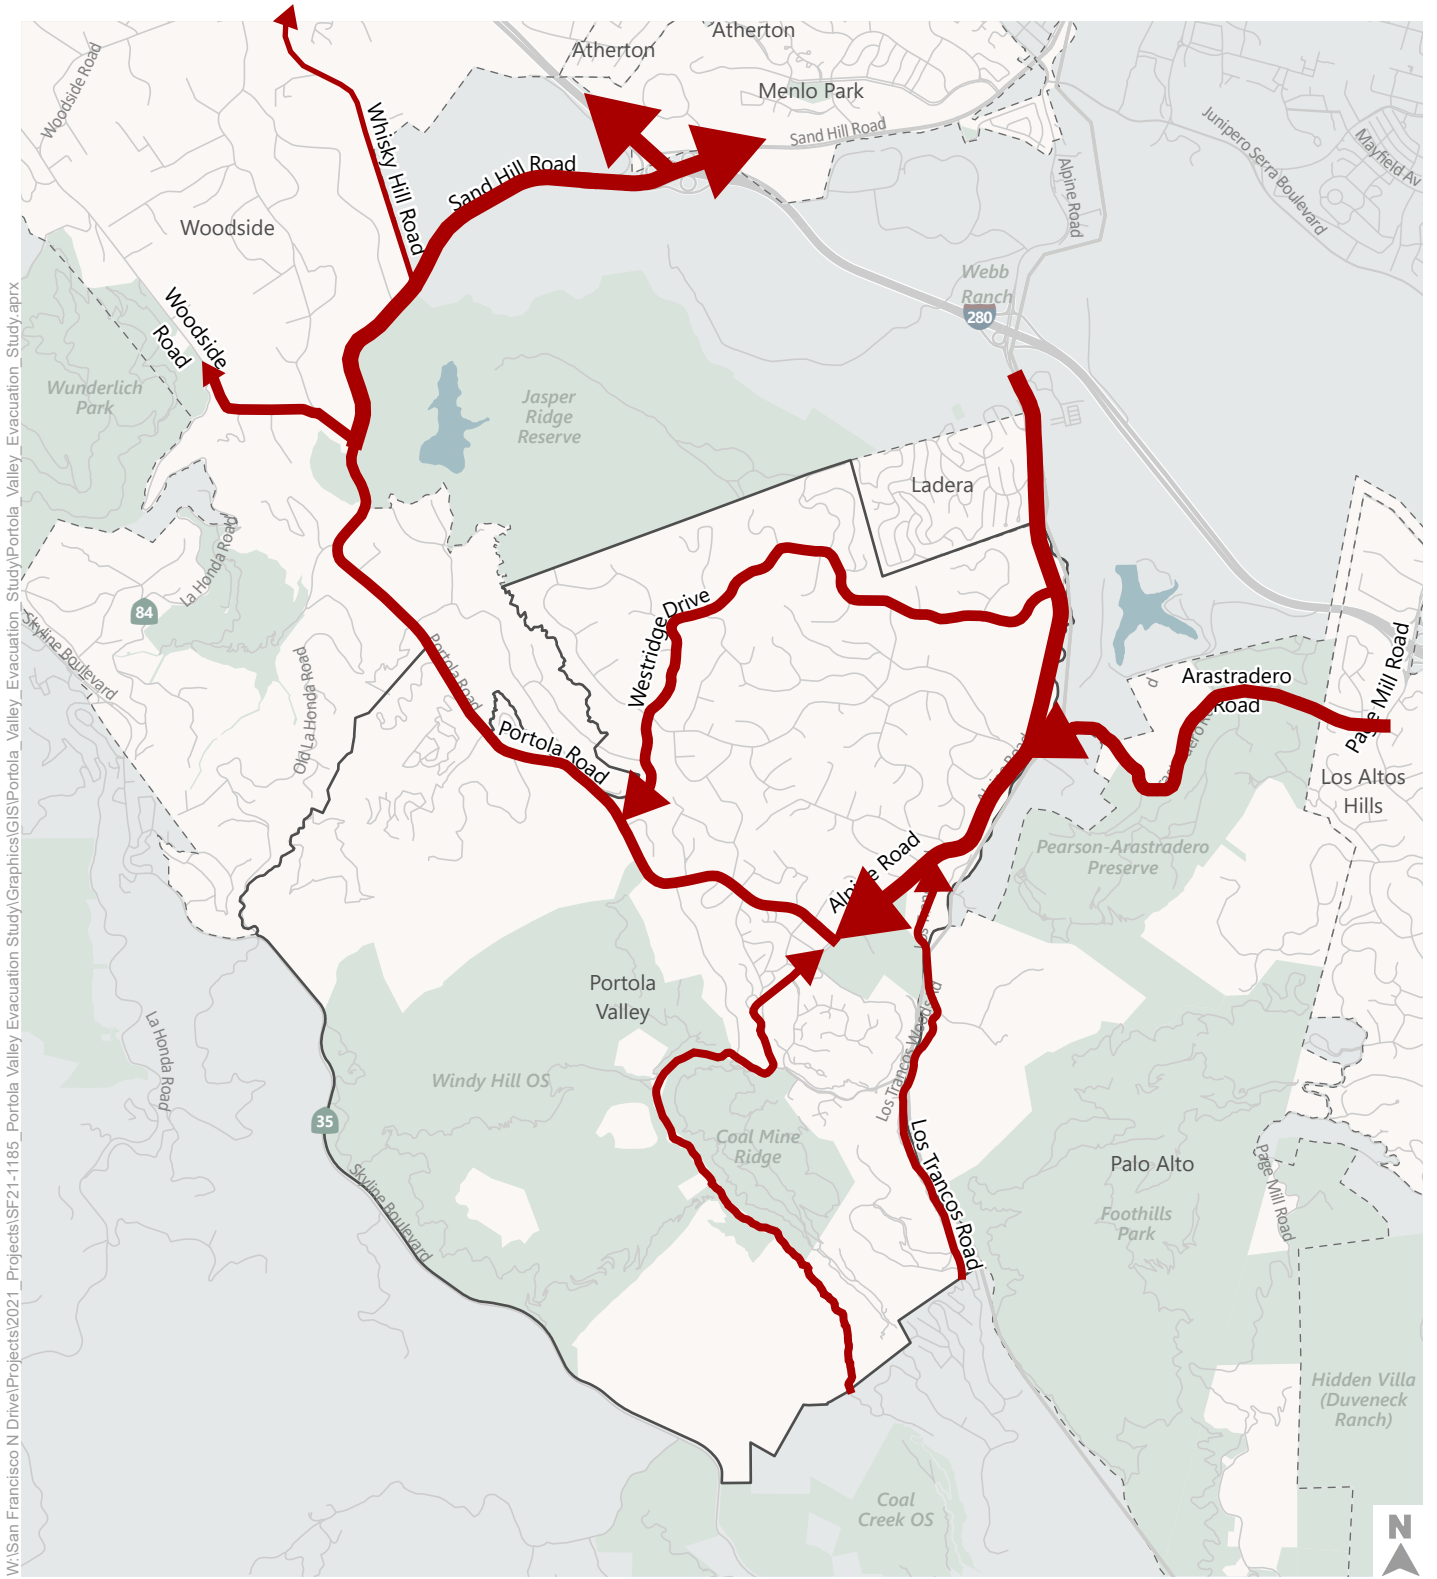 Atherton
Atherton
Menlo Park
Sand Hill Road
Woodside Road
Whisky Hill Road
Sand Hill Road
Junipero Serra Boulevard
Mayfield Av
Alpine Road
Woodside
Webb
Ranch
280
Woodside
Road
Wunderlich
Park
Jasper
Ridge
Reserve
Ladera
La Honda Road
84
Skyline Boulevard
Old La Honda Road
Portola Road
Westridge Drive
Portola Road
Arastradero
Road
Page Mill Road
Los Altos
Hills
Alpine Road
Pearson-Arastradero
Preserve
Portola
Valley
La Honda Road
Windy Hill OS
35
Skyline Boulevard
Coal Mine
Ridge
Los Trancos Woods Rd
Los Trancos Road
Palo Alto
Foothills
Park
Page Mill Road
Hidden Villa
(Duveneck
Ranch)
Coal
Creek OS
N
W:\San Francisco N Drive\Projects\2021_Projects\SF21-1185_Portola Valley Evacuation Study\Graphics\GIS\Portola_Valley_Evacuation_Study\Portola_Valley_Evacuation_Study.aprx